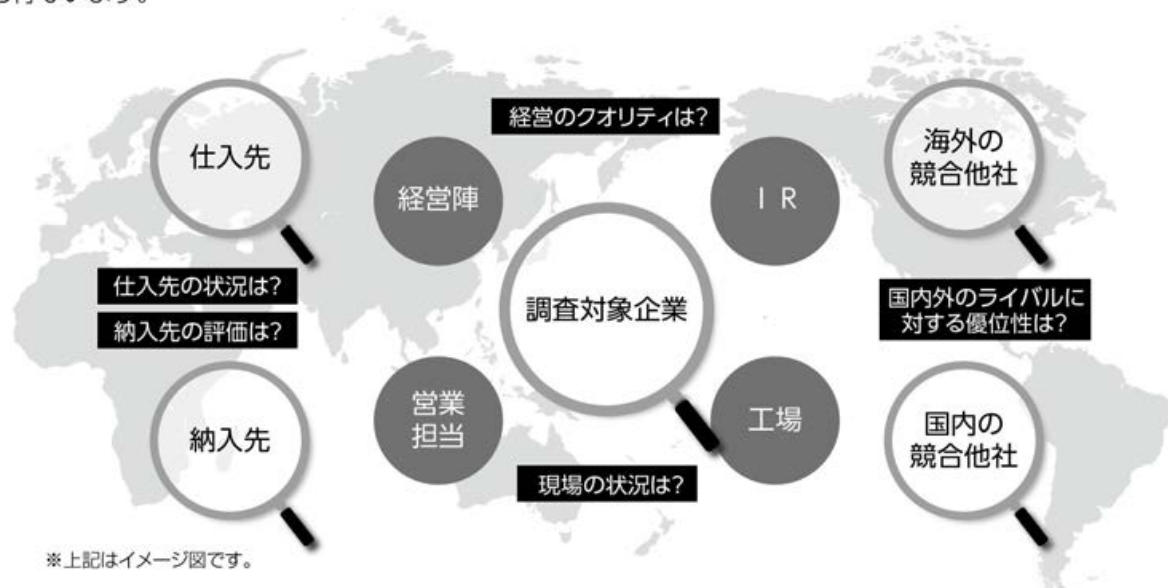 経営のクオリティは?
仕入先
海外の
競合他社
経営陣
I R
仕入先の状況は?
納入先の評価は?
調査対象企業
国内外のライバルに
対する優位性は?
納入先
営業
担当
工場
国内の
競合他社
現場の状況は?
※上記はイメージ図です。